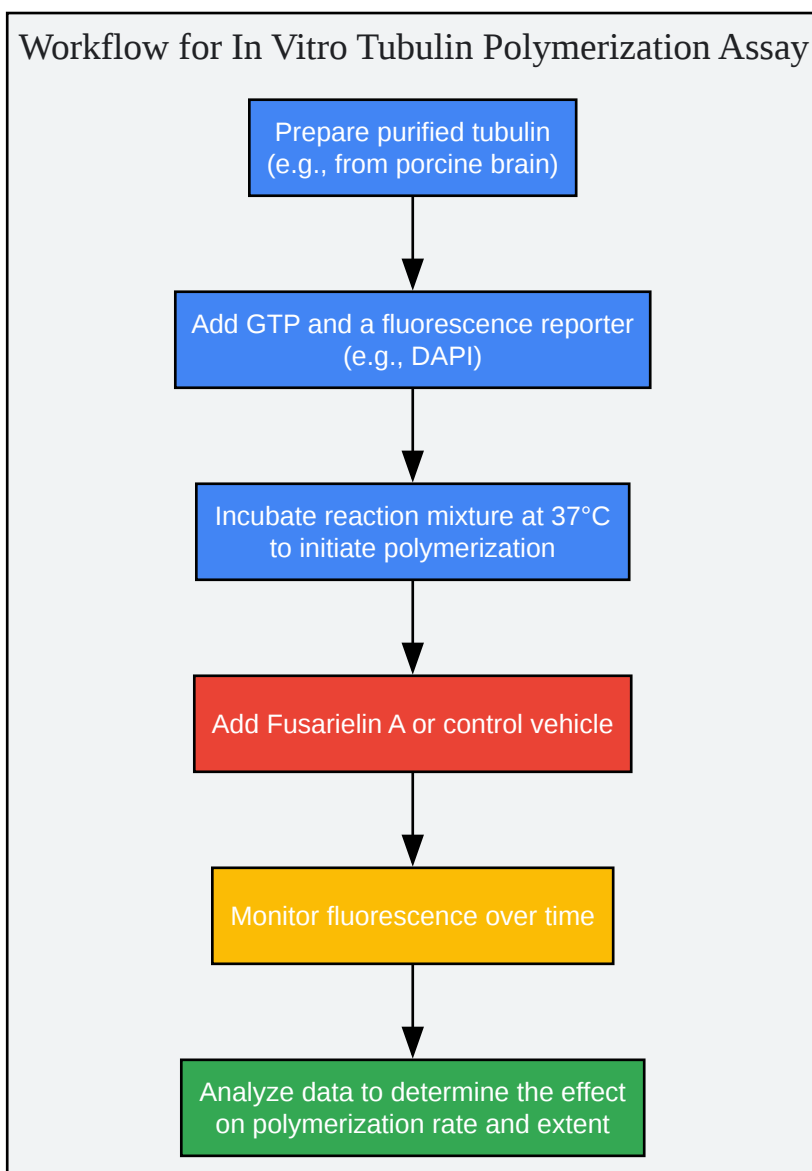 Workflow for In Vitro Tubulin Polymerization Assay
Prepare purified tubulin
(e.g., from porcine brain)
Add GTP and a fluorescence reporter
(e.g., DAPI)
Incubate reaction mixture at 37°C
to initiate polymerization
Add Fusarielin A or control vehicle
Monitor fluorescence over time
Analyze data to determine the effect
on polymerization rate and extent